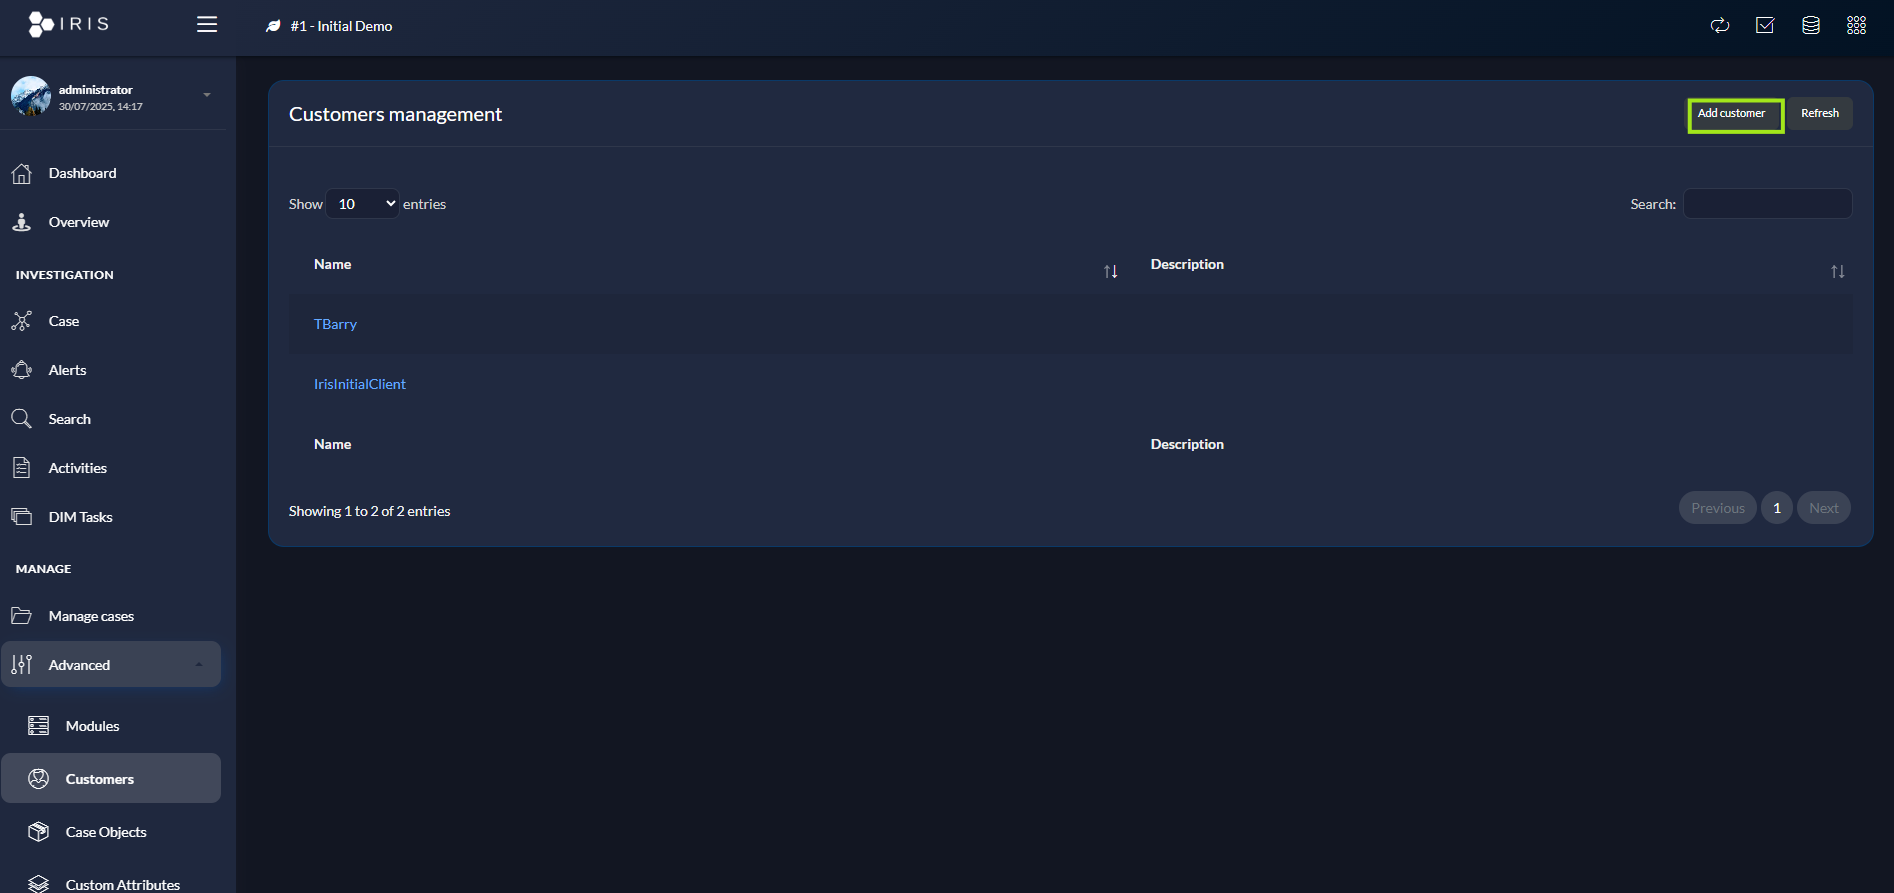 IRIS
#1 - Initial Demo
administrator
30/07/2025, 14:17
Dashboard
Overview
INVESTIGATION
Case
Alerts
Search
Activities
DIM Tasks
MANAGE
Manage cases
Advanced
Modules
Customers
Case Objects
Custom Attributes
Customers management
Add customer
Refresh
Show 10 entries
Search:
Name Description
TBarry
IrisInitialClient
Name Description
Showing 1 to 2 of 2 entries
Previous 1 Next